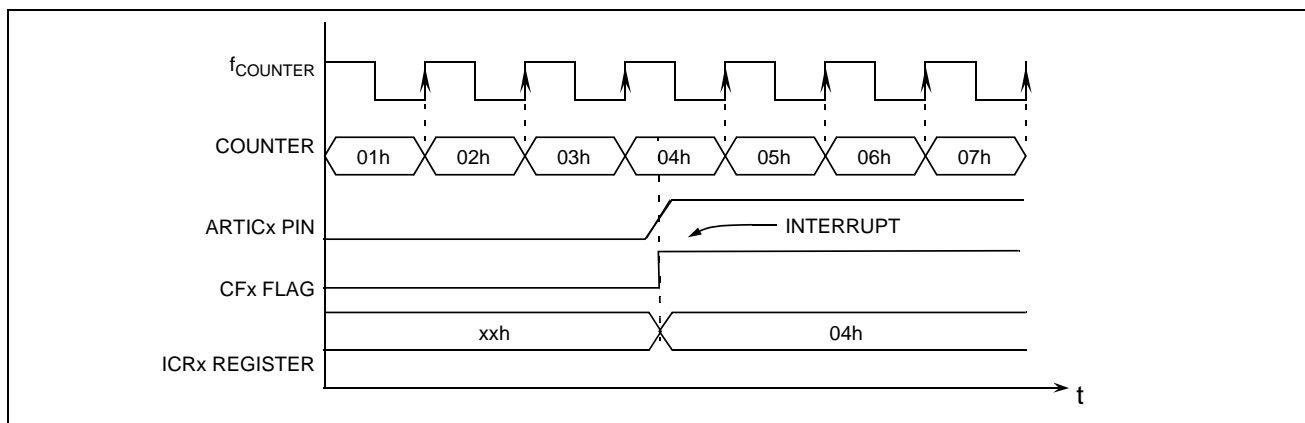 fCOUNTER
COUNTER
01h 02h 03h 04h 05h 06h 07h
ARTICx PIN
INTERRUPT
CFx FLAG
xxh 04h
ICRx REGISTER
t